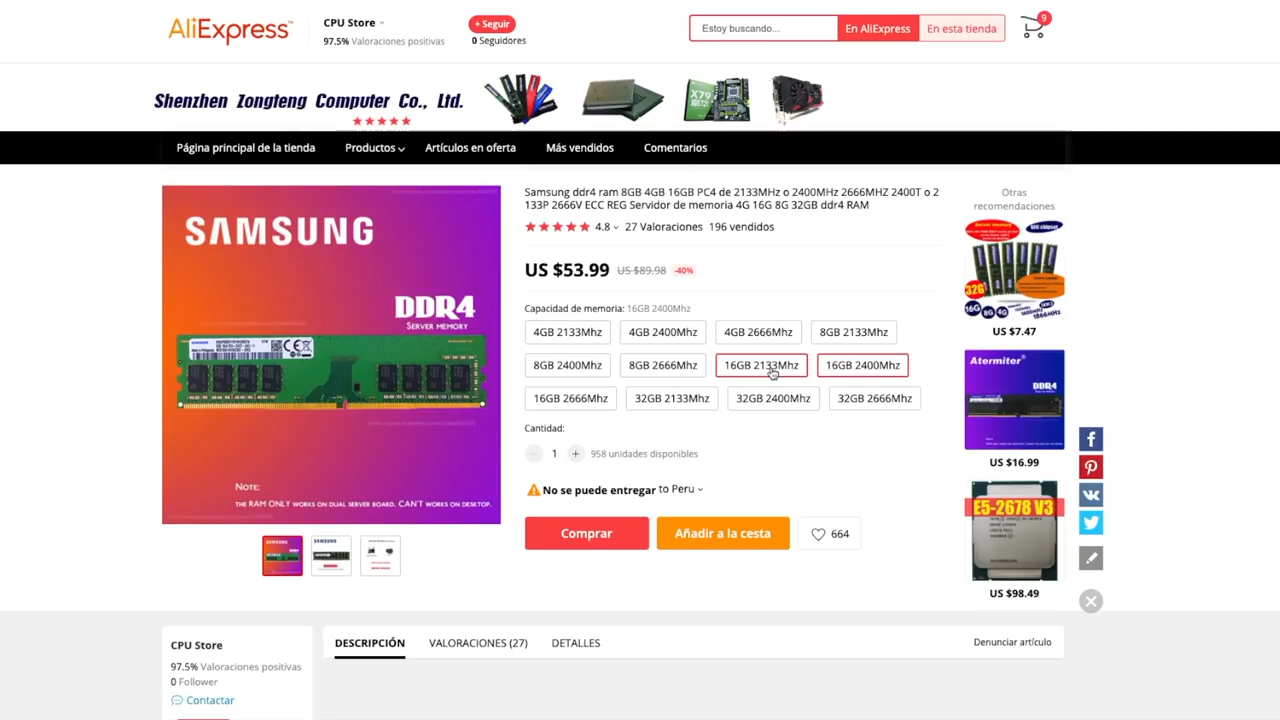 AliExpress™
CPU Store
97.5% Valoraciones positivas
+ Seguir
0 Seguidores
Estoy buscando...
En AliExpress
En esta tienda
9
Shenzhen Zongteng Computer Co., Ltd.
X79
Página principal de la tienda
Productos
Artículos en oferta
Más vendidos
Comentarios
SAMSUNG
DDR4
SERVER MEMORY
NOTE:
THE RAM ONLY WORKS ON DUAL SERVER BOARD. CAN'T WORKS ON DESKTOP.
Samsung ddr4 ram 8GB 4GB 16GB PC4 de 2133MHz o 2400MHz 2666MHZ 2400T o 2
133P 2666V ECC REG Servidor de memoria 4G 16G 8G 32GB ddr4 RAM
4.8
27 Valoraciones
196 vendidos
US $53.99
US $89.98
-40%
Capacidad de memoria: 16GB 2400Mhz
4GB 2133Mhz
4GB 2400Mhz
4GB 2666Mhz
8GB 2133Mhz
8GB 2400Mhz
8GB 2666Mhz
16GB 2133Mhz
16GB 2400Mhz
16GB 2666Mhz
32GB 2133Mhz
32GB 2400Mhz
32GB 2666Mhz
Cantidad:
1
958 unidades disponibles
No se puede entregar to Peru
Comprar
Añadir a la cesta
664
Otras
recomendaciones
32G
16G 8G 4G
US $7.47
Atermiter
DDR4
US $16.99
E5-2678 V3
US $98.49
CPU Store
97.5% Valoraciones positivas
0 Follower
Contactar
DESCRIPCIÓN
VALORACIONES (27)
DETALLES
Denunciar artículo